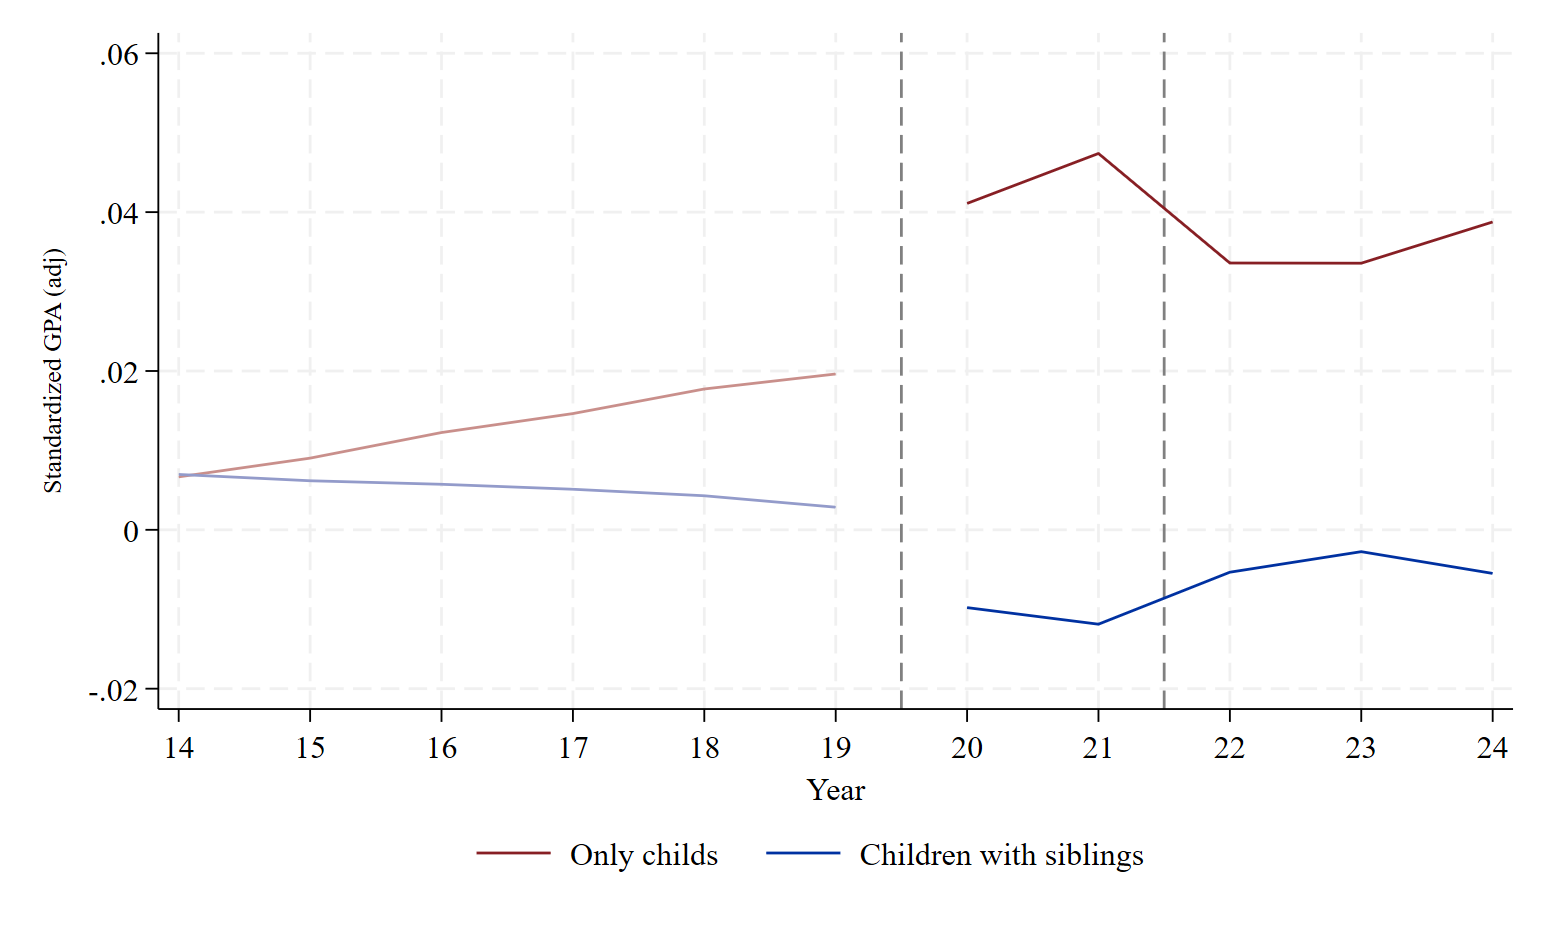 .06
.04
.02
0
-.02
Standardized GPA (adj)
14 15 16 17 18 19 20 21 22 23 24
Year
Only childs Children with siblings